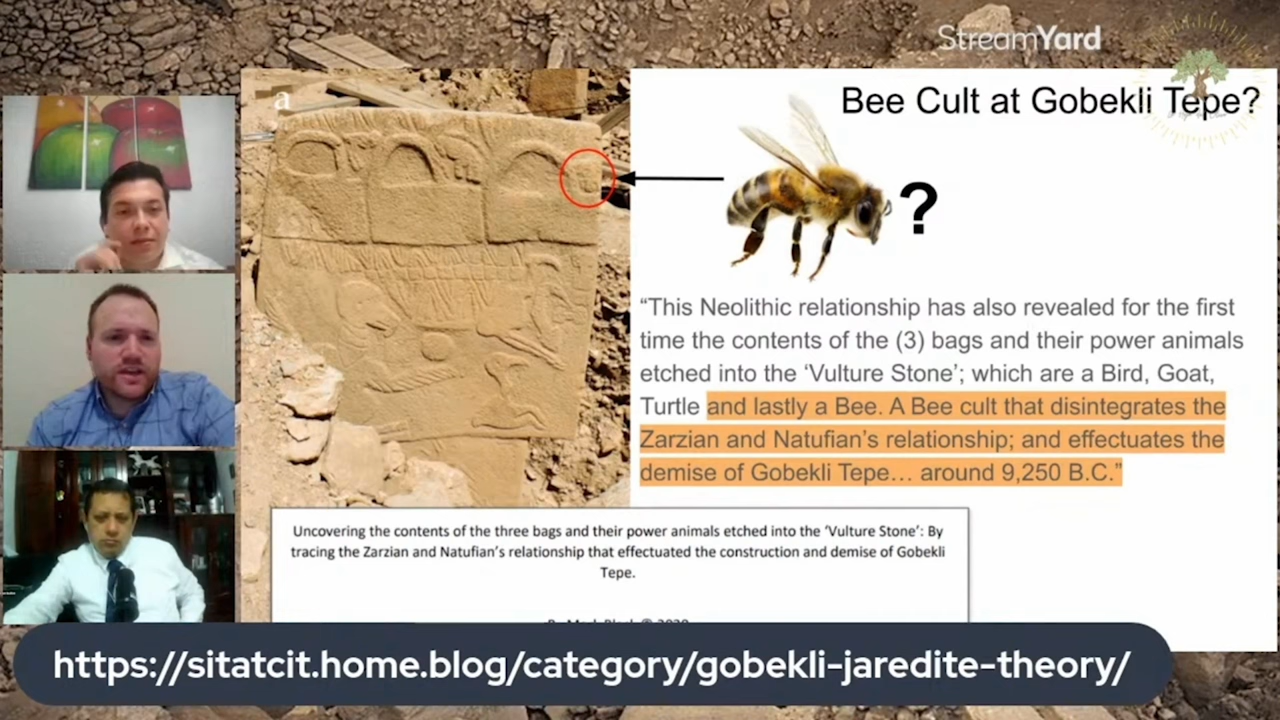 StreamYard
a
Bee Cult at Gobekli Tepe?
?
“This Neolithic relationship has also revealed for the first
time the contents of the (3) bags and their power animals
etched into the ‘Vulture Stone’; which are a Bird, Goat,
Turtle and lastly a Bee. A Bee cult that disintegrates the
Zarzian and Natufian’s relationship; and effectuates the
demise of Gobekli Tepe… around 9,250 B.C.”
Uncovering the contents of the three bags and their power animals etched into the ‘Vulture Stone’: By
tracing the Zarzian and Natufian’s relationship that effectuated the construction and demise of Gobekli
Tepe.
https://sitatcit.home.blog/category/gobekli-jaredite-theory/